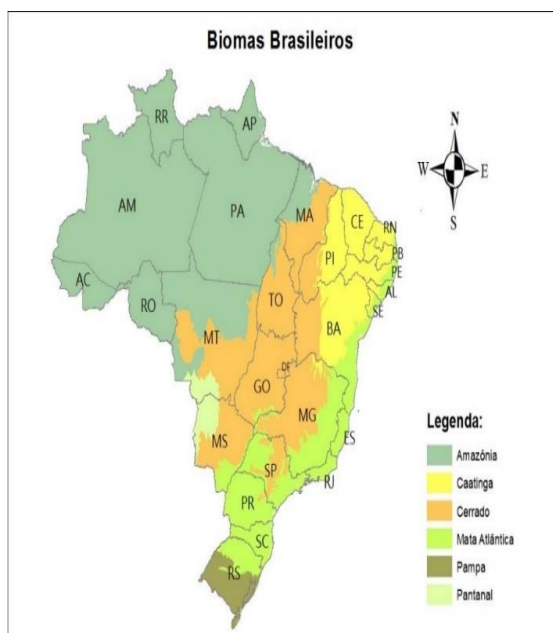 Biomas Brasileiros
N
W
E
S
RR
AP
AM
PA
MA
CE
RN
PI
PB
PE
AC
AL
TO
SE
RO
BA
MT
DF
GO
MG
MS
ES
SP
RJ
PR
SC
RS
Legenda:
Amazônia
Caatinga
Cerrado
Mata Atlântica
Pampa
Pantanal